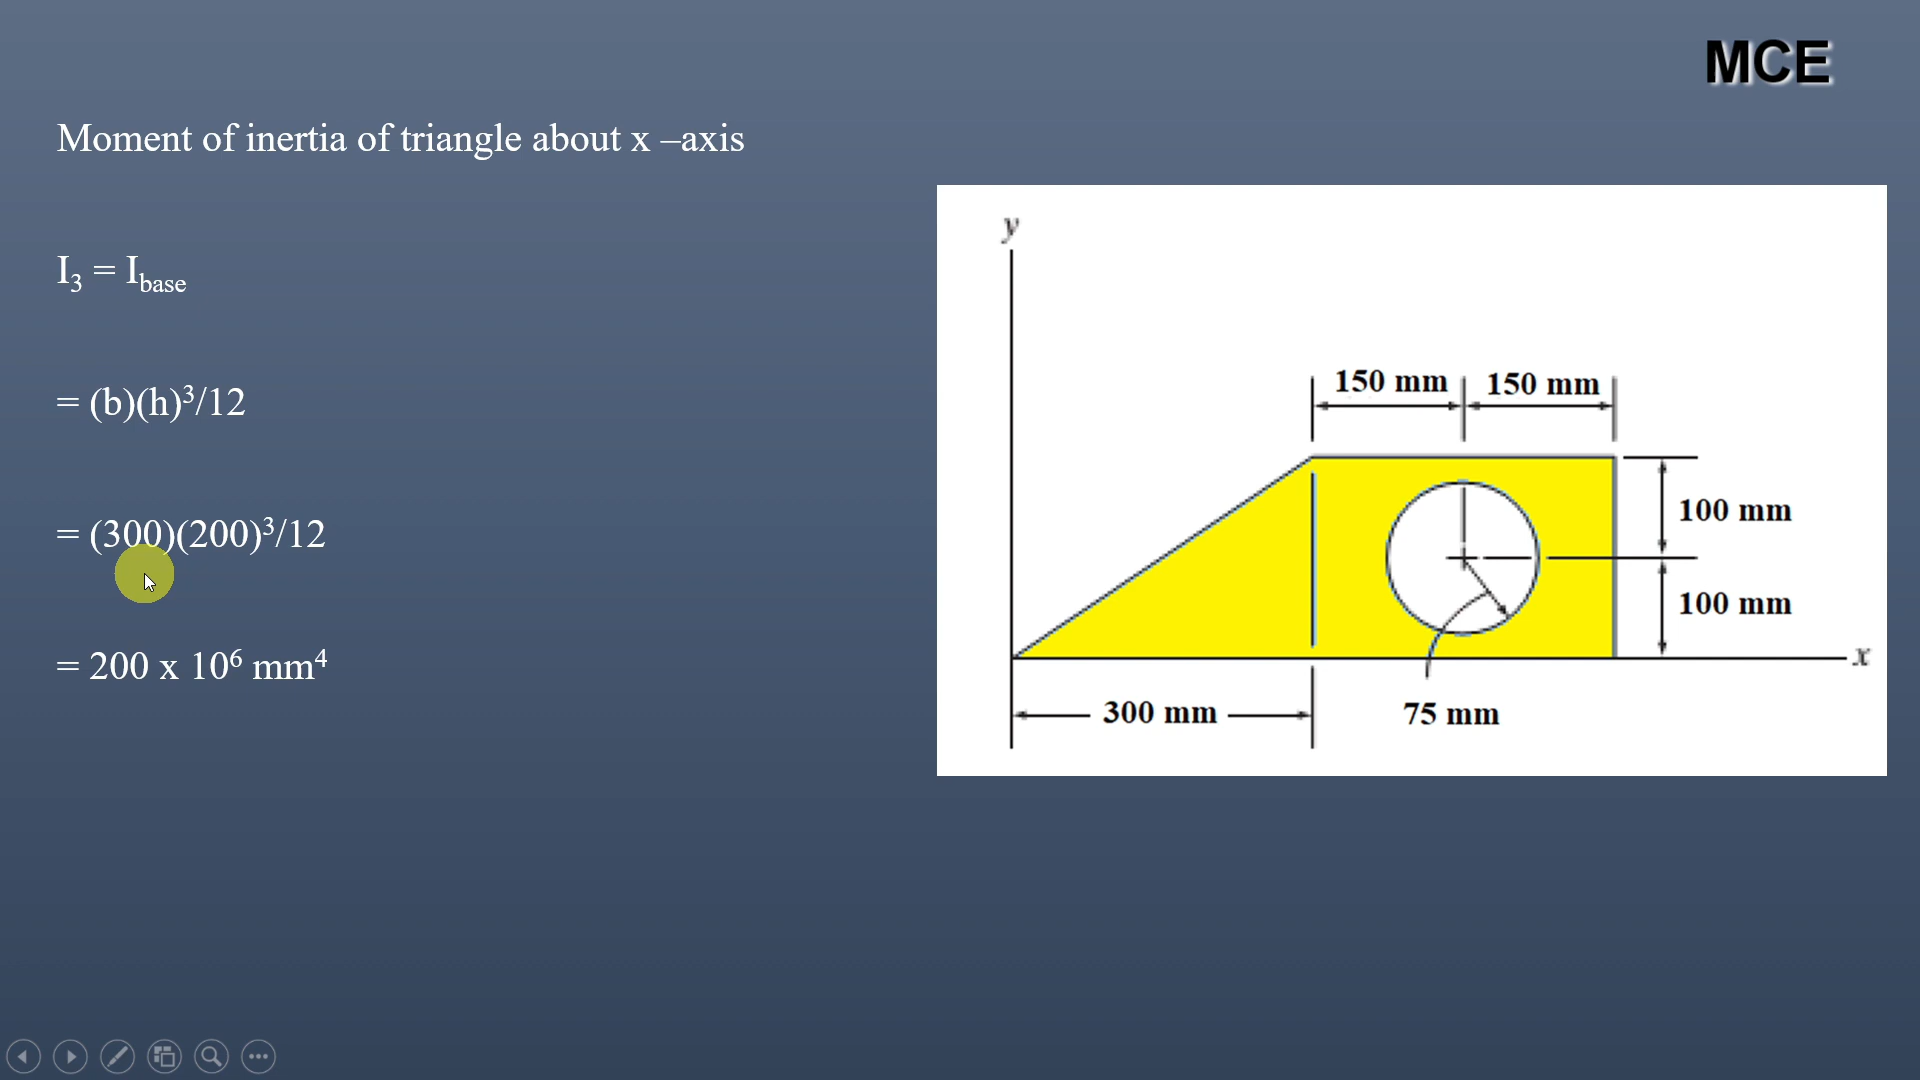 MCE
Moment of inertia of triangle about x –axis
I₃ = I_base
= (b)(h)³/12
= (300)(200)³/12
= 200 x 10⁶ mm⁴
y
150 mm 150 mm
100 mm
100 mm
x
300 mm 75 mm